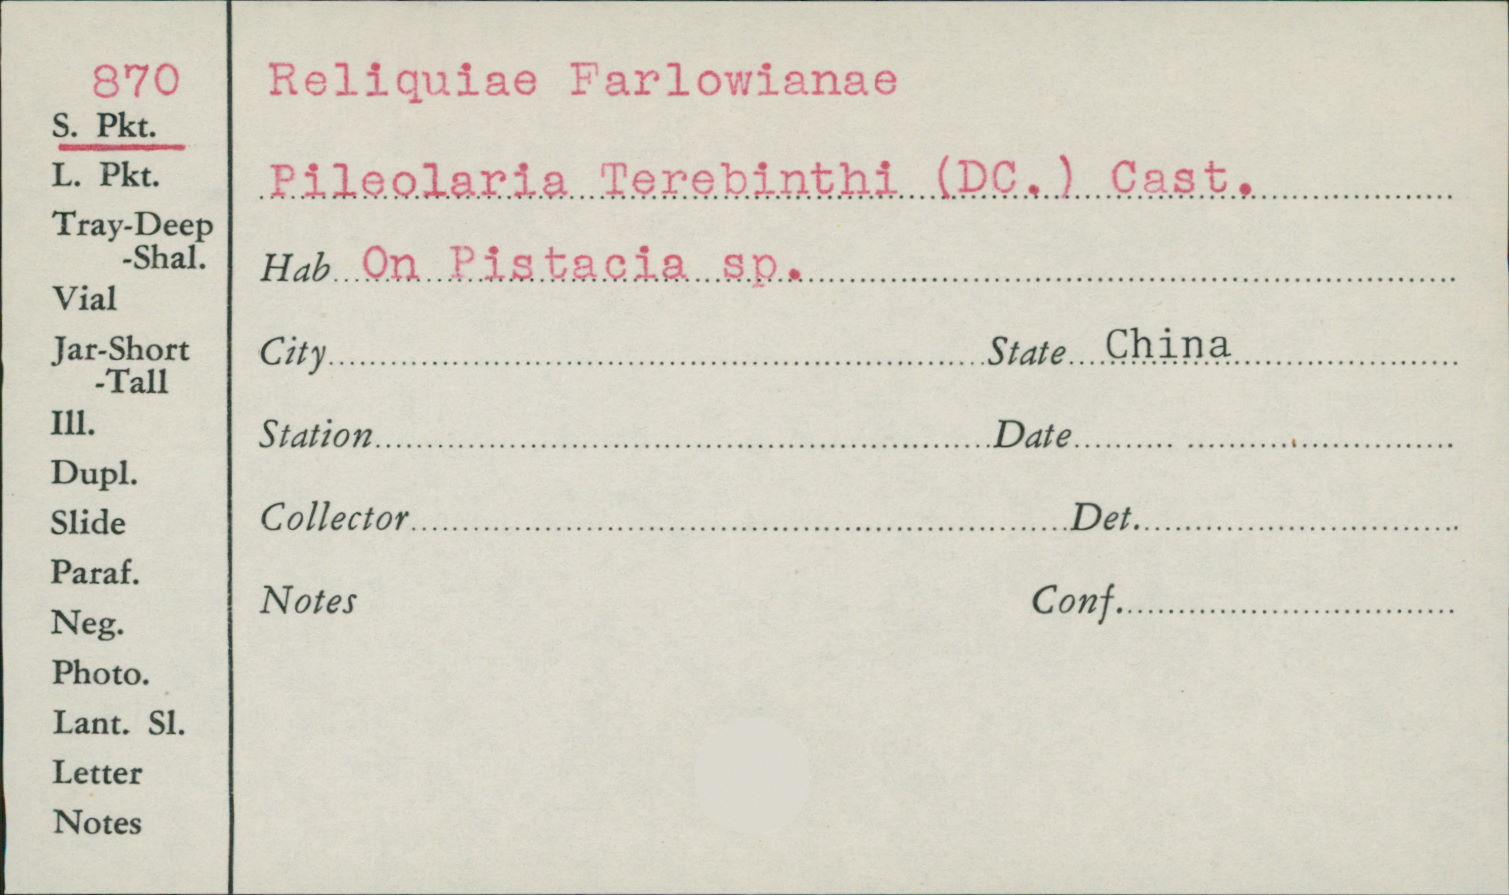 870
S. Pkt.
L. Pkt.
Tray-Deep
-Shal.
Vial
Jar-Short
-Tall
Ill.
Dupl.
Slide
Paraf.
Neg.
Photo.
Lant. Sl.
Letter
Notes
Reliquiae Farlowianae
Pileolaria Terebinthi (DC.) Cast.
Hab On Pistacia sp.
City State China
Station Date
Collector Det.
Notes Conf.